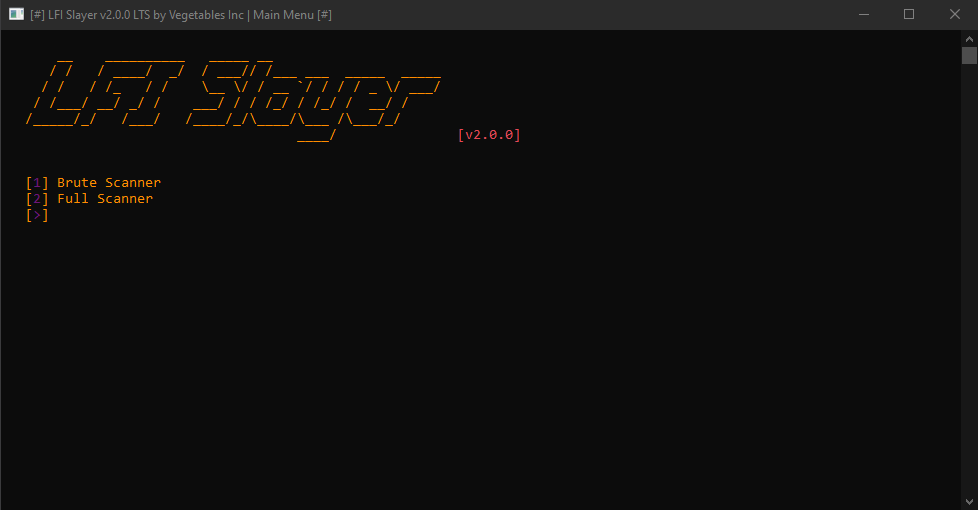 [#] LFI Slayer v2.0.0 LTS by Vegetables Inc | Main Menu [#]
LFI Slayer
[v2.0.0]
[1] Brute Scanner
[2] Full Scanner
[>]